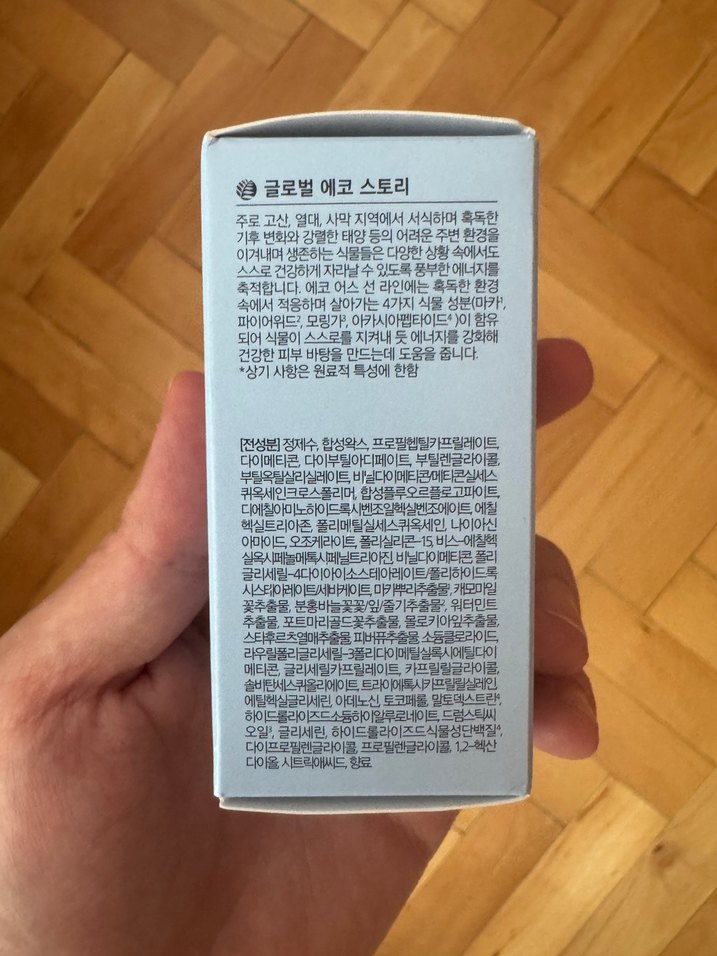 글로벌 에코 스토리
주로 고산, 열대, 사막 지역에서 서식하며 혹독한
기후 변화와 강렬한 태양 등의 어려운 주변 환경을
이겨내며 생존하는 식물들은 다양한 상황 속에서도
스스로 건강하게 자라날 수 있도록 풍부한 에너지를
축적합니다. 에코 어스 선 라인에는 혹독한 환경
속에서 적응하며 살아가는 4가지 식물 성분(마카¹,
파이어위드², 모링가³, 아카시아펩타이드⁴)이 함유
되어 식물이 스스로를 지켜내 듯 에너지를 강화해
건강한 피부 바탕을 만드는데 도움을 줍니다.
*상기 사항은 원료적 특성에 한함
[전성분] 정제수, 합성왁스, 프로필헵틸카프릴레이트,
다이메티콘, 다이부틸아디페이트, 부틸렌글라이콜,
부틸옥틸살리실레이트, 비닐다이메티콘/메티콘실세스
퀴옥세인크로스폴리머, 합성플루오르플로고파이트,
디에칠아미노하이드록시벤조일헥실벤조에이트, 에칠
헥실트리아존, 폴리메틸실세스퀴옥세인, 나이아신
아마이드, 오조케라이트, 폴리실리콘-15, 비스-에칠헥
실옥시페놀메톡시페닐트리아진, 비닐다이메티콘, 폴리
글리세릴-4다이아이소스테아레이트/폴리하이드록
시스테아레이트/세바케이트, 마카뿌리추출물¹, 캐모마일
꽃추출물, 분홍바늘꽃꽃/잎/줄기추출물², 워터민트
추출물, 포트마리골드꽃추출물, 몰로키아잎추출물,
스타후르츠열매추출물, 피버퓨추출물, 소듐클로라이드,
라우릴폴리글리세릴-3폴리다이메틸실록시에틸다이
메티콘, 글리세릴카프릴레이트, 카프릴릴글라이콜,
솔비탄세스퀴올리에이트, 트라이에톡시카프릴릴실레인,
에틸헥실글리세린, 아데노신, 토코페롤, 말토덱스트린⁴,
하이드롤라이즈드소듐하이알루로네이트, 드럼스틱씨
오일³, 글리세린, 하이드롤라이즈드식물성단백질⁴,
다이프로필렌글라이콜, 프로필렌글라이콜, 1,2-헥산
다이올, 시트릭애씨드, 향료